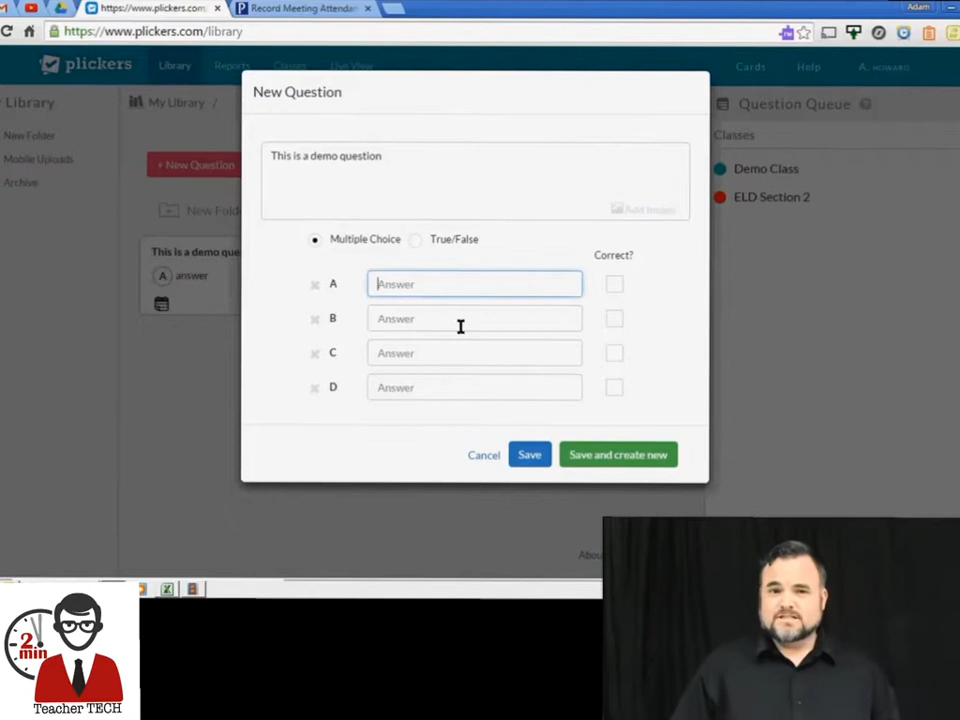 https://www.plickers.com/
Record Meeting Attendan
Adam
https://www.plickers.com/library
plickers
Library
Reports
Classes
Live View
Cards
Help
A. HOWARD
Library
My Library /
New Question
Question Queue
New Folder
Mobile Uploads
Archive
Classes
Demo Class
ELD Section 2
+ New Question
New Fold
This is a demo que
A answer
This is a demo question
Add Image
Multiple Choice
True/False
Correct?
A Answer
B Answer
C Answer
D Answer
Cancel
Save
Save and create new
Abou
2
min
Teacher TECH